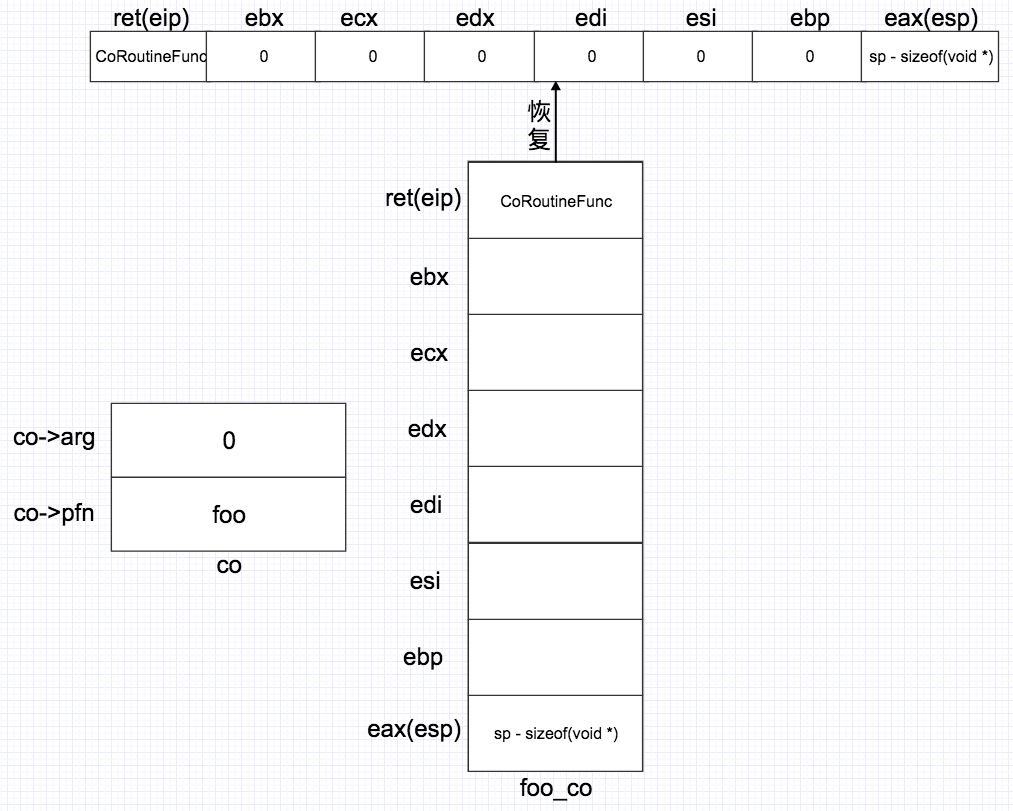 ret(eip) ebx ecx edx edi esi ebp eax(esp)
CoRoutineFunc 0 0 0 0 0 0 sp - sizeof(void *)
恢
复
ret(eip) CoRoutineFunc
ebx
ecx
edx
co->arg 0
edi
co->pfn foo
co
esi
ebp
eax(esp) sp - sizeof(void *)
foo_co